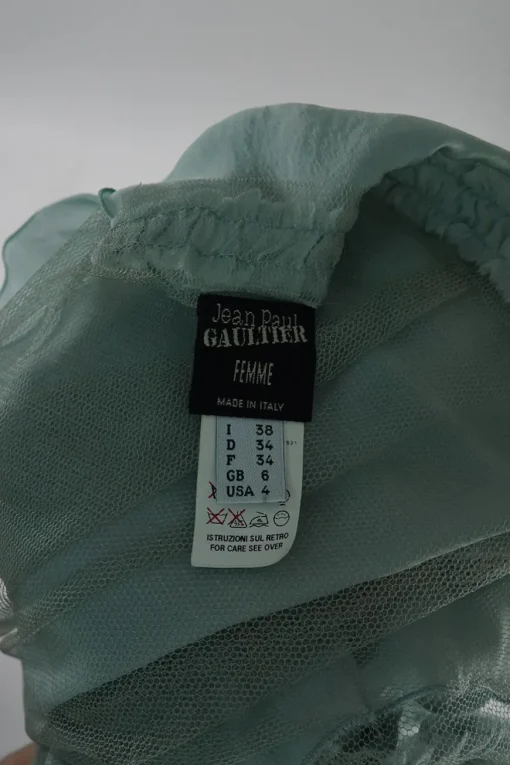 Jean Paul
GAULTIER
FEMME
MADE IN ITALY
I 38
D 34
F 34
GB 6
USA 4
ISTRUZIONI SUL RETRO
FOR CARE SEE OVER